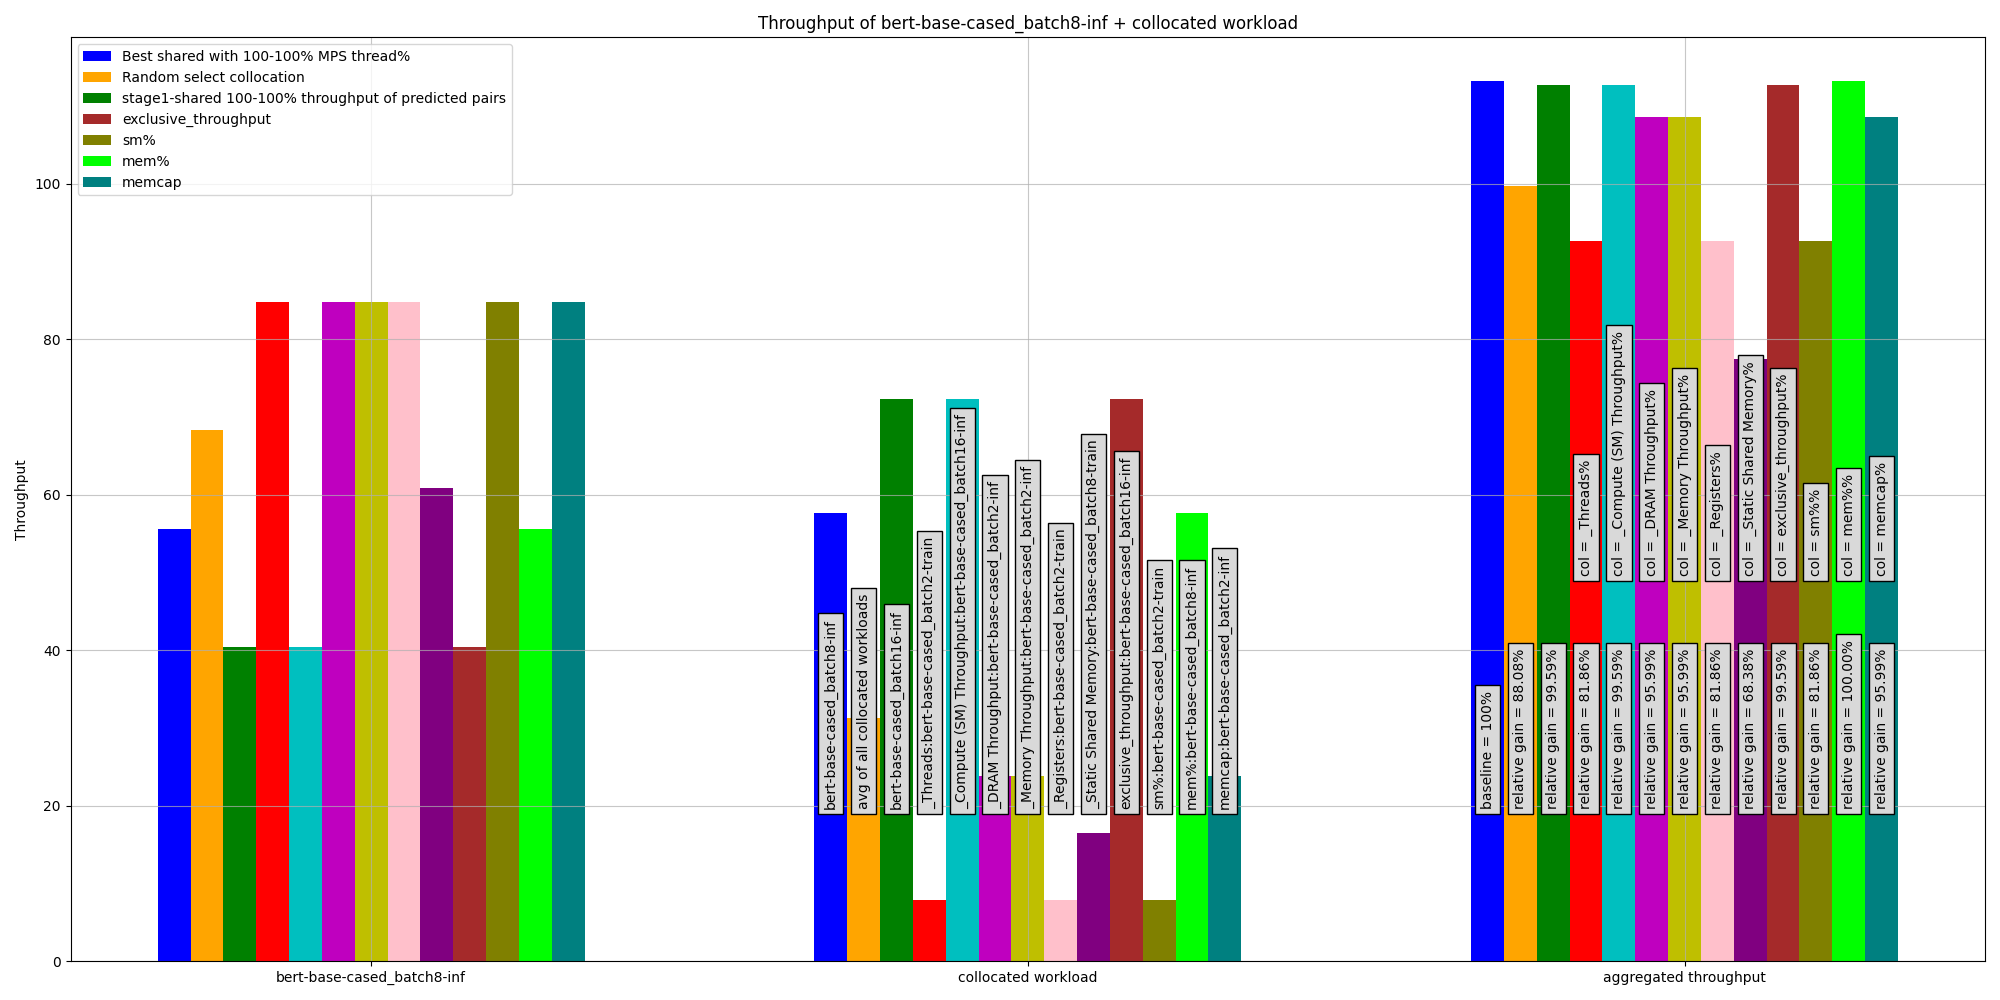 Throughput of bert-base-cased_batch8-inf + collocated workload
Best shared with 100-100% MPS thread%
Random select collocation
stage1-shared 100-100% throughput of predicted pairs
exclusive_throughput
sm%
mem%
memcap
Throughput
100
80
60
40
20
0
bert-base-cased_batch8-inf
avg of all collocated workloads
bert-base-cased_batch16-inf
_Threads:bert-base-cased_batch2-train
_Compute (SM) Throughput:bert-base-cased_batch16-inf
_DRAM Throughput:bert-base-cased_batch2-inf
_Memory Throughput:bert-base-cased_batch2-inf
_Registers:bert-base-cased_batch2-train
_Static Shared Memory:bert-base-cased_batch8-train
exclusive_throughput:bert-base-cased_batch16-inf
sm%:bert-base-cased_batch2-train
mem%:bert-base-cased_batch8-inf
memcap:bert-base-cased_batch2-inf
col = _Threads%
col = _Compute (SM) Throughput%
col = _DRAM Throughput%
col = _Memory Throughput%
col = _Registers%
col = _Static Shared Memory%
col = exclusive_throughput%
col = sm%%
col = mem%%
col = memcap%
baseline = 100%
relative gain = 88.08%
relative gain = 99.59%
relative gain = 81.86%
relative gain = 99.59%
relative gain = 95.99%
relative gain = 95.99%
relative gain = 81.86%
relative gain = 68.38%
relative gain = 99.59%
relative gain = 81.86%
relative gain = 100.00%
relative gain = 95.99%
bert-base-cased_batch8-inf
collocated workload
aggregated throughput